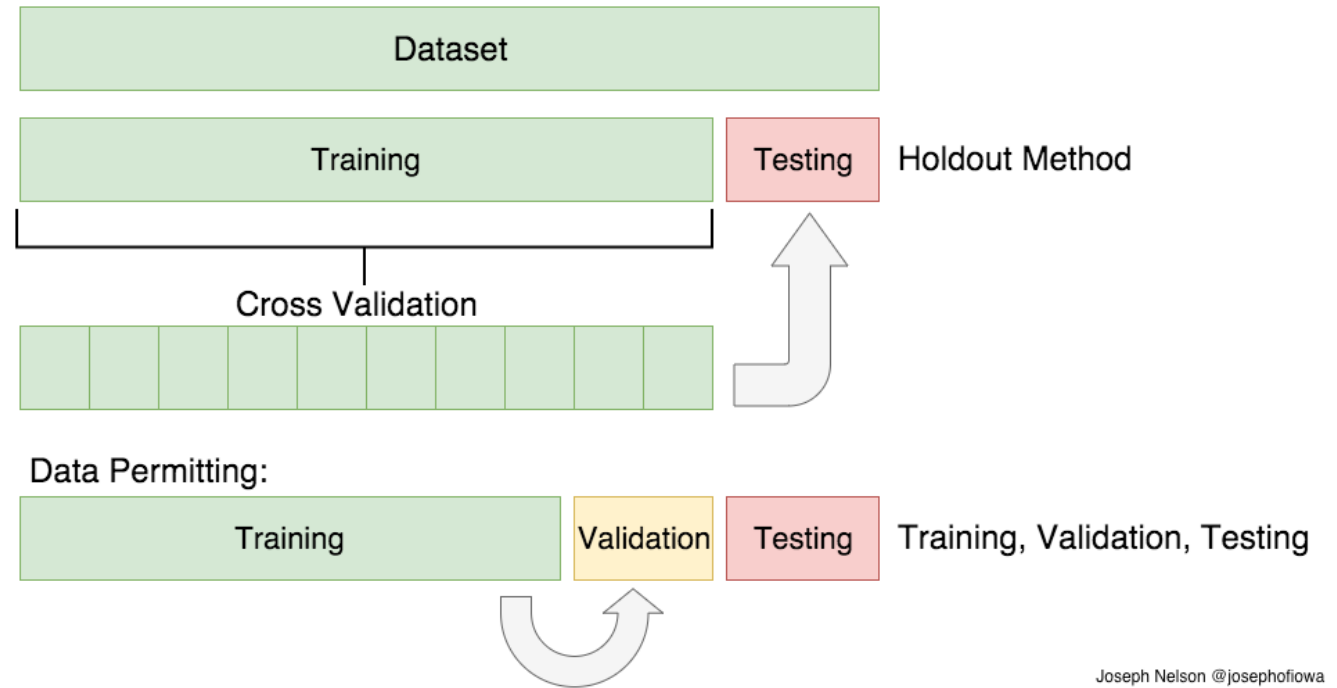 Dataset
Training
Testing
Holdout Method
Cross Validation
Data Permitting:
Training
Validation
Testing
Training, Validation, Testing
Joseph Nelson @josephofiowa